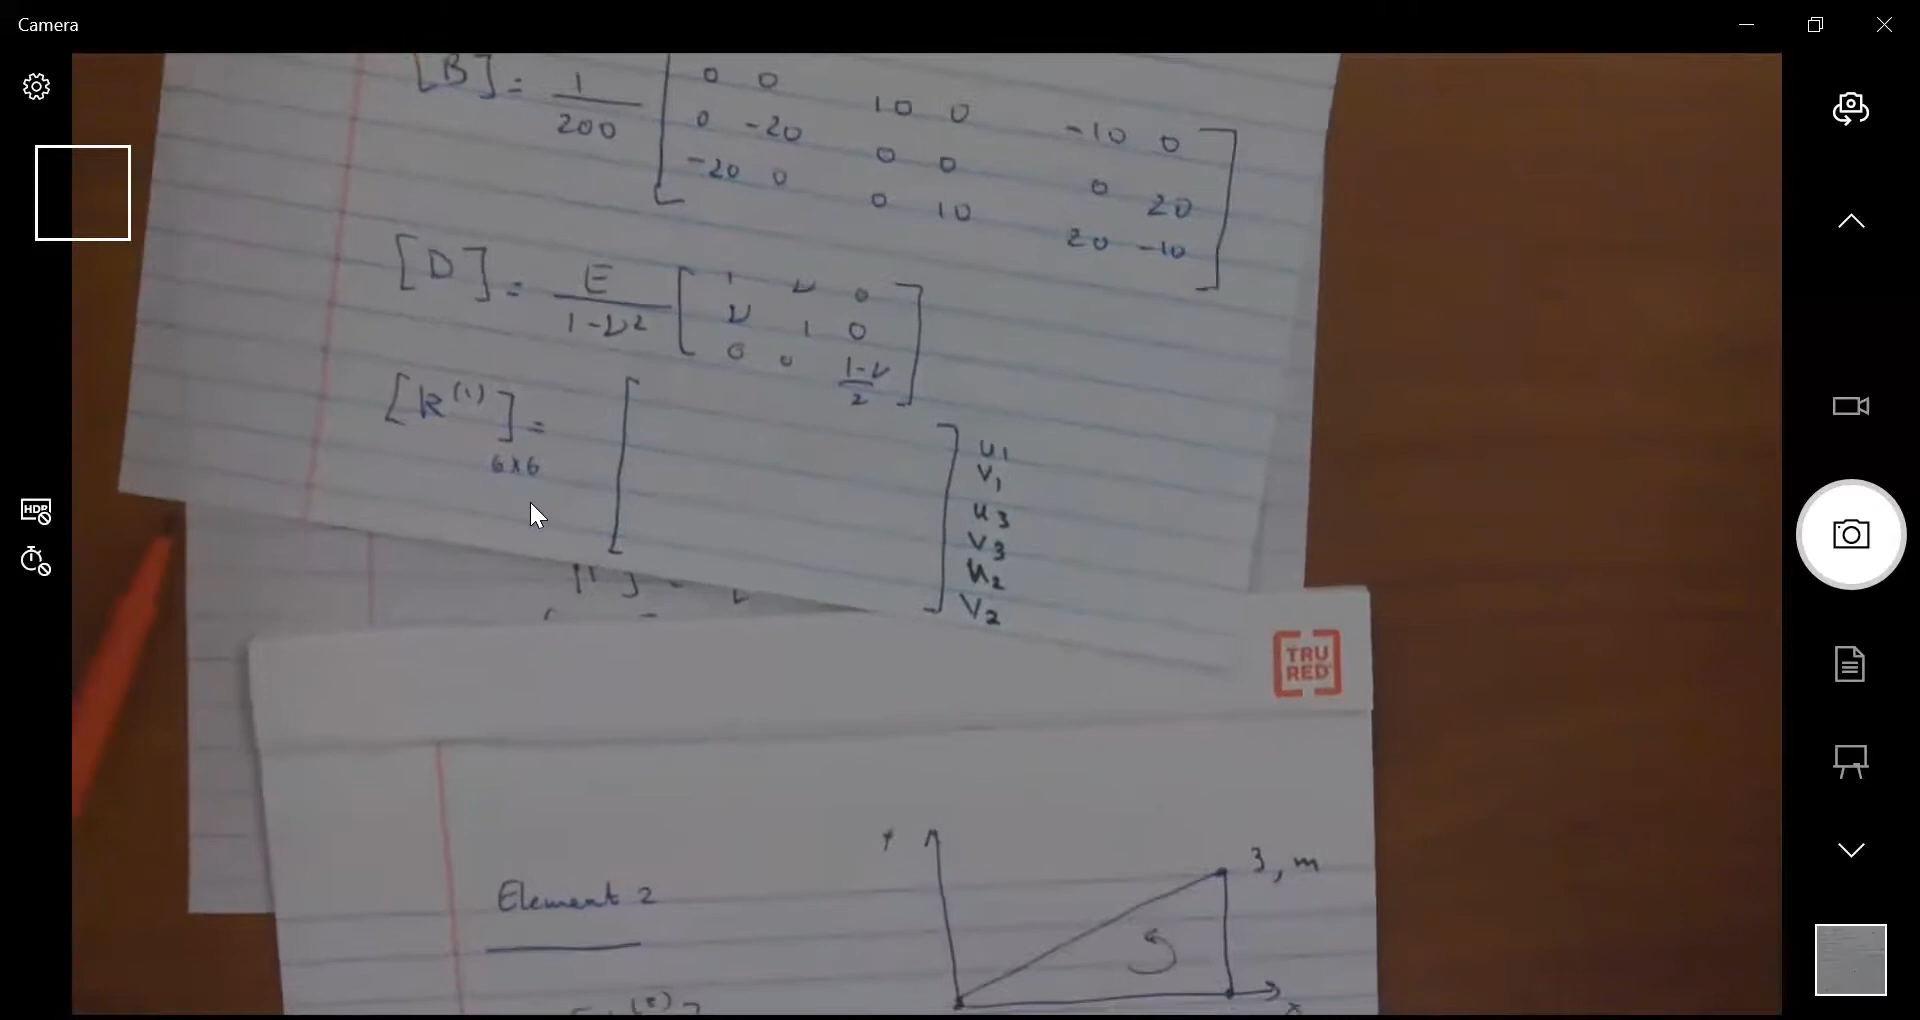 Camera
[B] = 1/200 [ 0 0 10 0 -10 0
0 -20 0 0 0 20
-20 0 0 10 20 -10 ]
[D] = E/1-ν² [ 1 ν 0
ν 1 0
0 0 1-ν/2 ]
[k⁽¹⁾] = [ ] u₁
6x6
v₁
u₃
v₃
u₂
v₂
TRU
RED
Y
3, m
Element 2
(2)
x
HDR